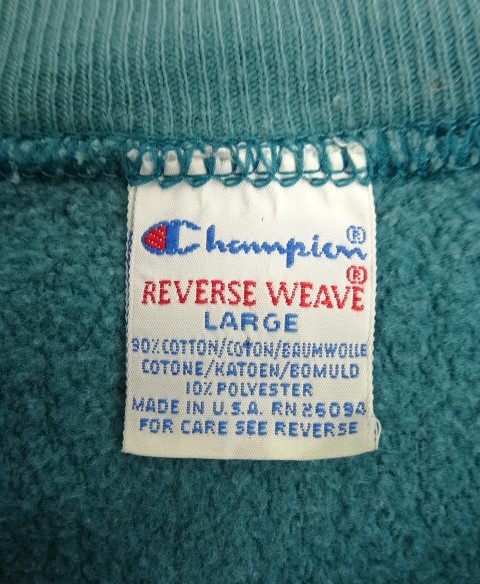 Champion®
REVERSE WEAVE®
LARGE
90% COTTON/COTON/BAUMWOLLE
COTONE/KATOEN/BOMULD
10% POLYESTER
MADE IN U.S.A. RN 26094
FOR CARE SEE REVERSE